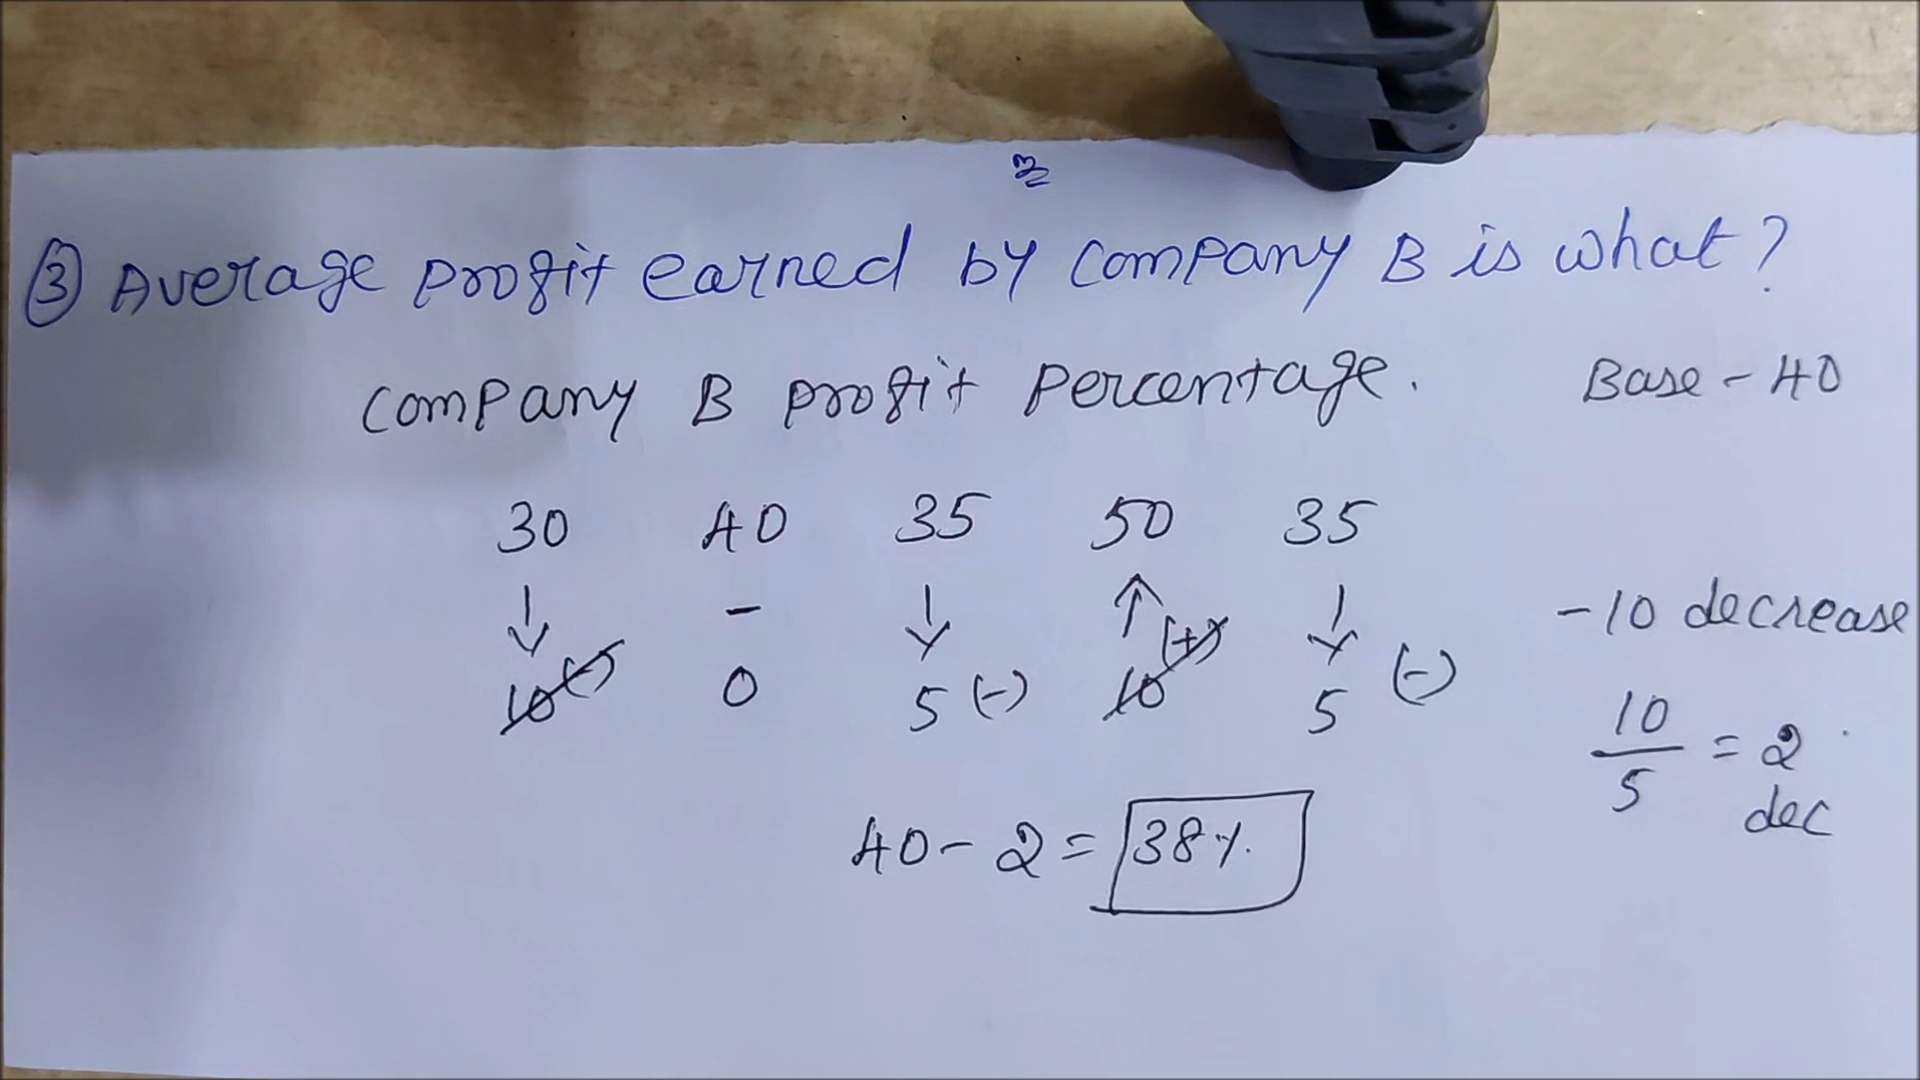 ③ Average profit earned by company B is what?
company B profit percentage.
Base - 40
30 40 35 50 35
-
10 (-) 0 5 (-) 10 (+) 5 (-)
-10 decrease
10/5 = 2
dec
40 - 2 = 38%.